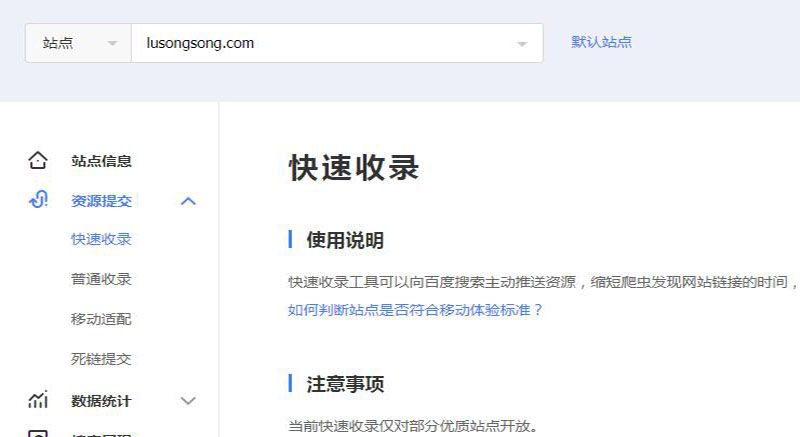 站点
lusongsong.com
默认站点
站点信息
资源提交
快速收录
普通收录
移动适配
死链提交
数据统计
快速收录
使用说明
快速收录工具可以向百度搜索主动推送资源，缩短爬虫发现网站链接的时间，
如何判断站点是否符合移动体验标准？
注意事项
当前快速收录仅对部分优质站点开放。